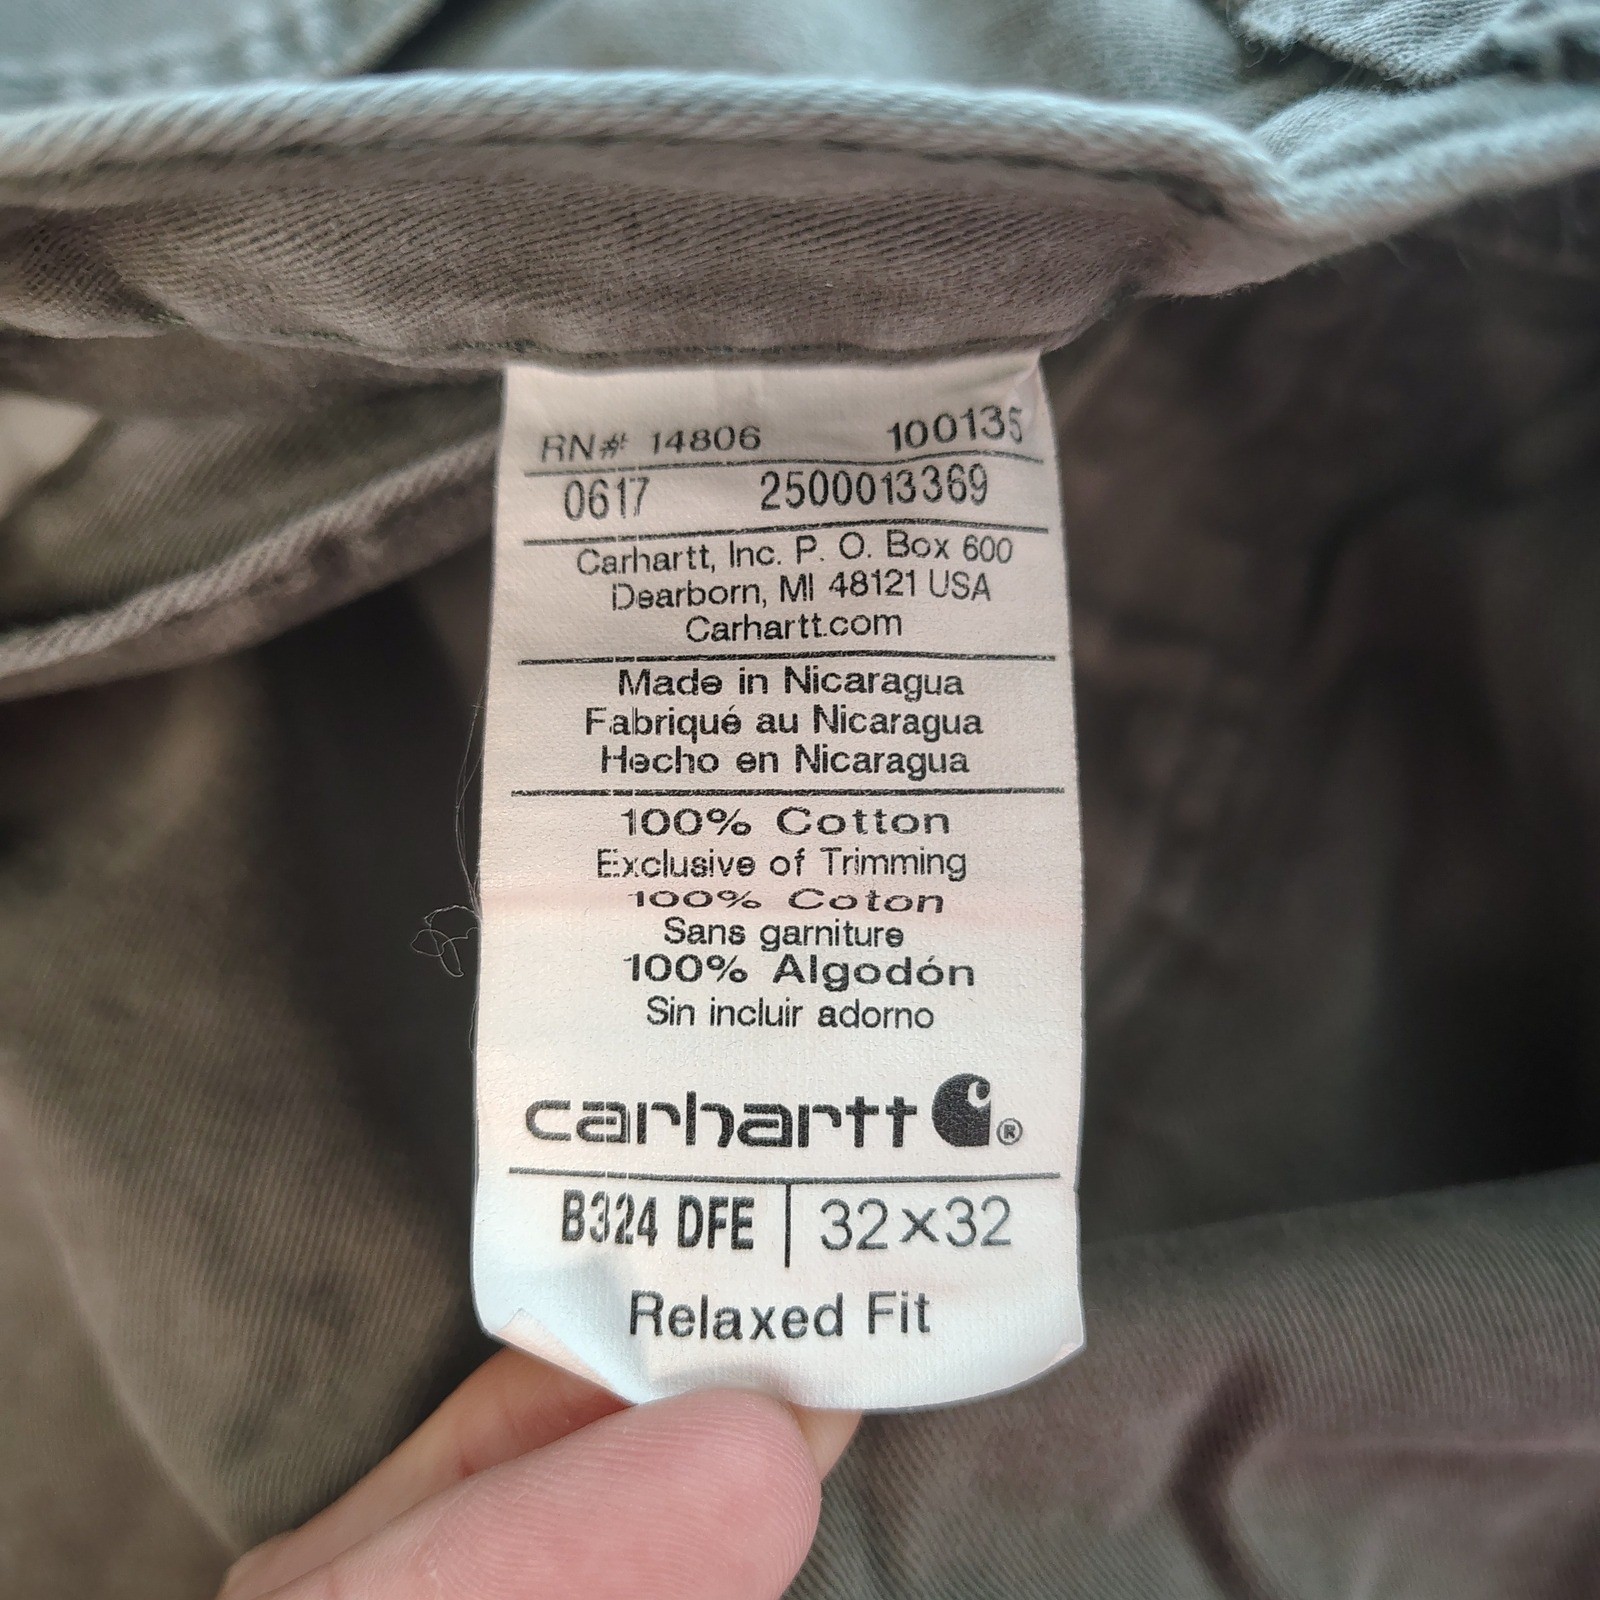 RN# 14806 100135
0617 2500013369
Carhartt, Inc. P. O. Box 600
Dearborn, MI 48121 USA
Carhartt.com
Made in Nicaragua
Fabriqué au Nicaragua
Hecho en Nicaragua
100% Cotton
Exclusive of Trimming
100% Coton
Sans garniture
100% Algodón
Sin incluir adorno
carhartt ®
B324 DFE | 32×32
Relaxed Fit